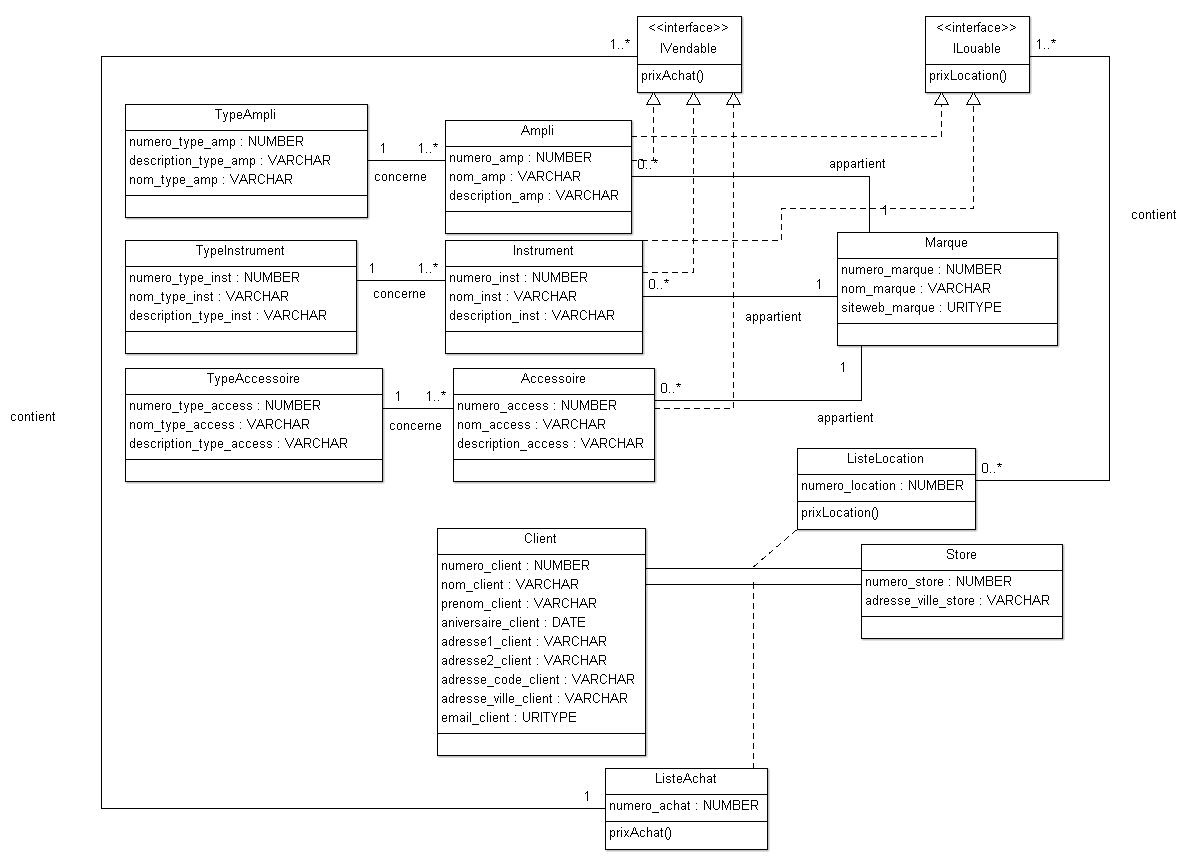 <<interface>>
IVendable
prixAchat()
1..*
<<interface>>
ILouable
prixLocation()
1..*
TypeAmpli
numero_type_amp : NUMBER
description_type_amp : VARCHAR
nom_type_amp : VARCHAR
1
1..*
concerne
Ampli
numero_amp : NUMBER
nom_amp : VARCHAR
description_amp : VARCHAR
0..*
appartient
1
contient
TypeInstrument
numero_type_inst : NUMBER
nom_type_inst : VARCHAR
description_type_inst : VARCHAR
1
1..*
concerne
Instrument
numero_inst : NUMBER
nom_inst : VARCHAR
description_inst : VARCHAR
0..*
1
appartient
Marque
numero_marque : NUMBER
nom_marque : VARCHAR
siteweb_marque : URITYPE
1
TypeAccessoire
numero_type_access : NUMBER
nom_type_access : VARCHAR
description_type_access : VARCHAR
1
1..*
concerne
Accessoire
numero_access : NUMBER
nom_access : VARCHAR
description_access : VARCHAR
0..*
appartient
contient
ListeLocation
numero_location : NUMBER
prixLocation()
0..*
Client
numero_client : NUMBER
nom_client : VARCHAR
prenom_client : VARCHAR
aniversaire_client : DATE
adresse1_client : VARCHAR
adresse2_client : VARCHAR
adresse_code_client : VARCHAR
adresse_ville_client : VARCHAR
email_client : URITYPE
Store
numero_store : NUMBER
adresse_ville_store : VARCHAR
ListeAchat
numero_achat : NUMBER
prixAchat()
1